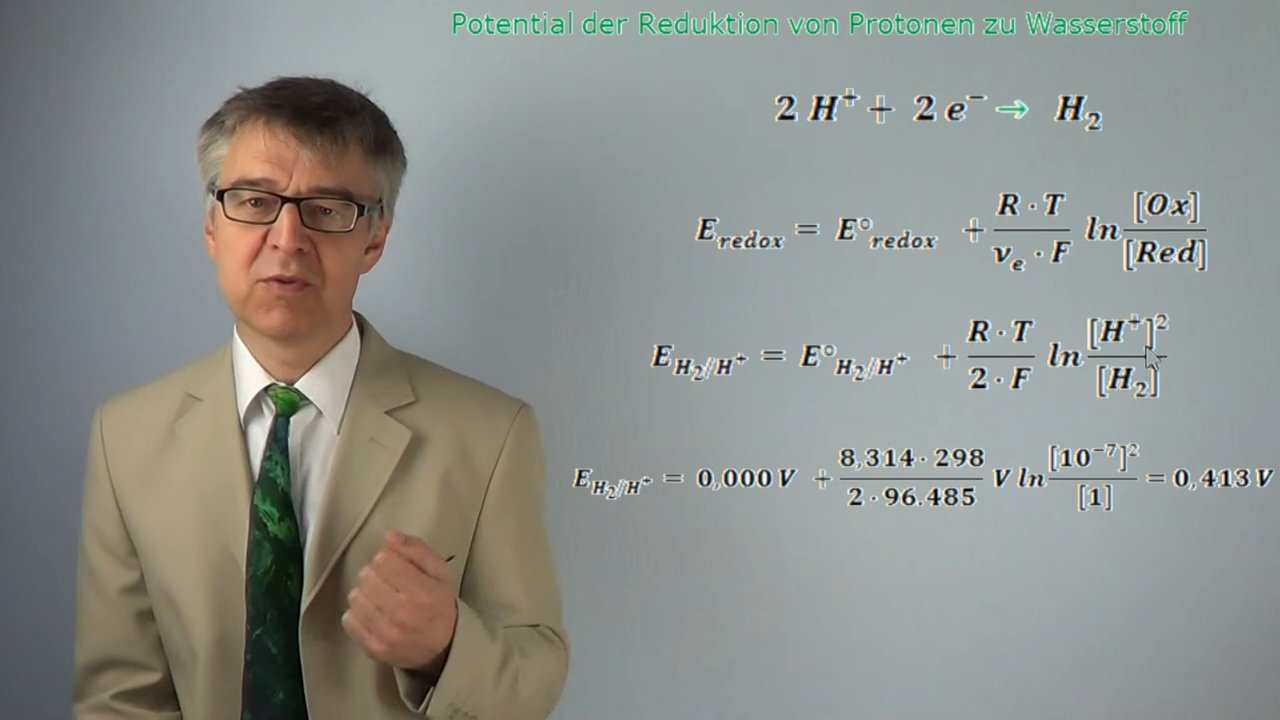 Potential der Reduktion von Protonen zu Wasserstoff
2 H⁺ + 2 e⁻ → H₂
E_redox = E°_redox + (R · T)/(ν_e · F) ln [Ox]/[Red]
E_H₂/H⁺ = E°_H₂/H⁺ + (R · T)/(2 · F) ln [H⁺]²/[H₂]
E_H₂/H⁺ = 0,000 V + (8,314 · 298)/(2 · 96.485) V ln [10⁻⁷]²/[1] = 0,413 V